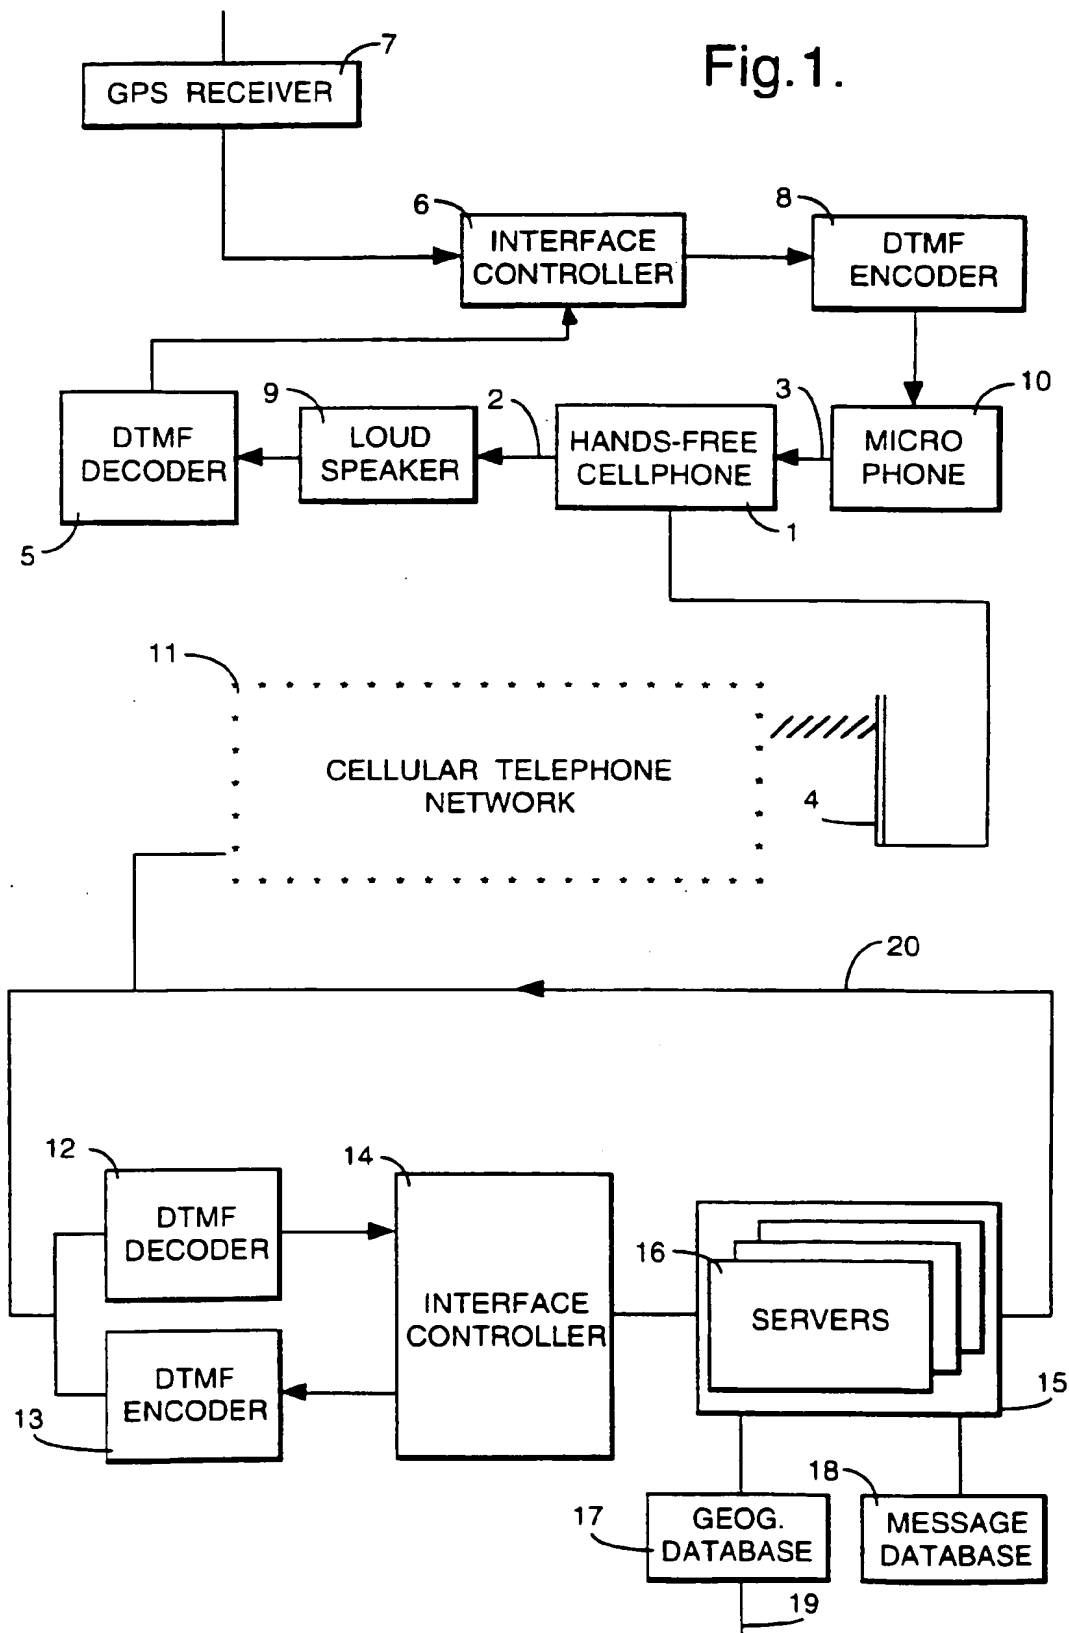 Fig.1.
7
GPS RECEIVER
6
INTERFACE
CONTROLLER
8
DTMF
ENCODER
5
DTMF
DECODER
9
LOUD
SPEAKER
2
HANDS-FREE
CELLPHONE
1
3
MICRO
PHONE
10
11
CELLULAR TELEPHONE
NETWORK
4
20
12
DTMF
DECODER
14
INTERFACE
CONTROLLER
13
DTMF
ENCODER
16
SERVERS
15
17
GEOG.
DATABASE
18
MESSAGE
DATABASE
19